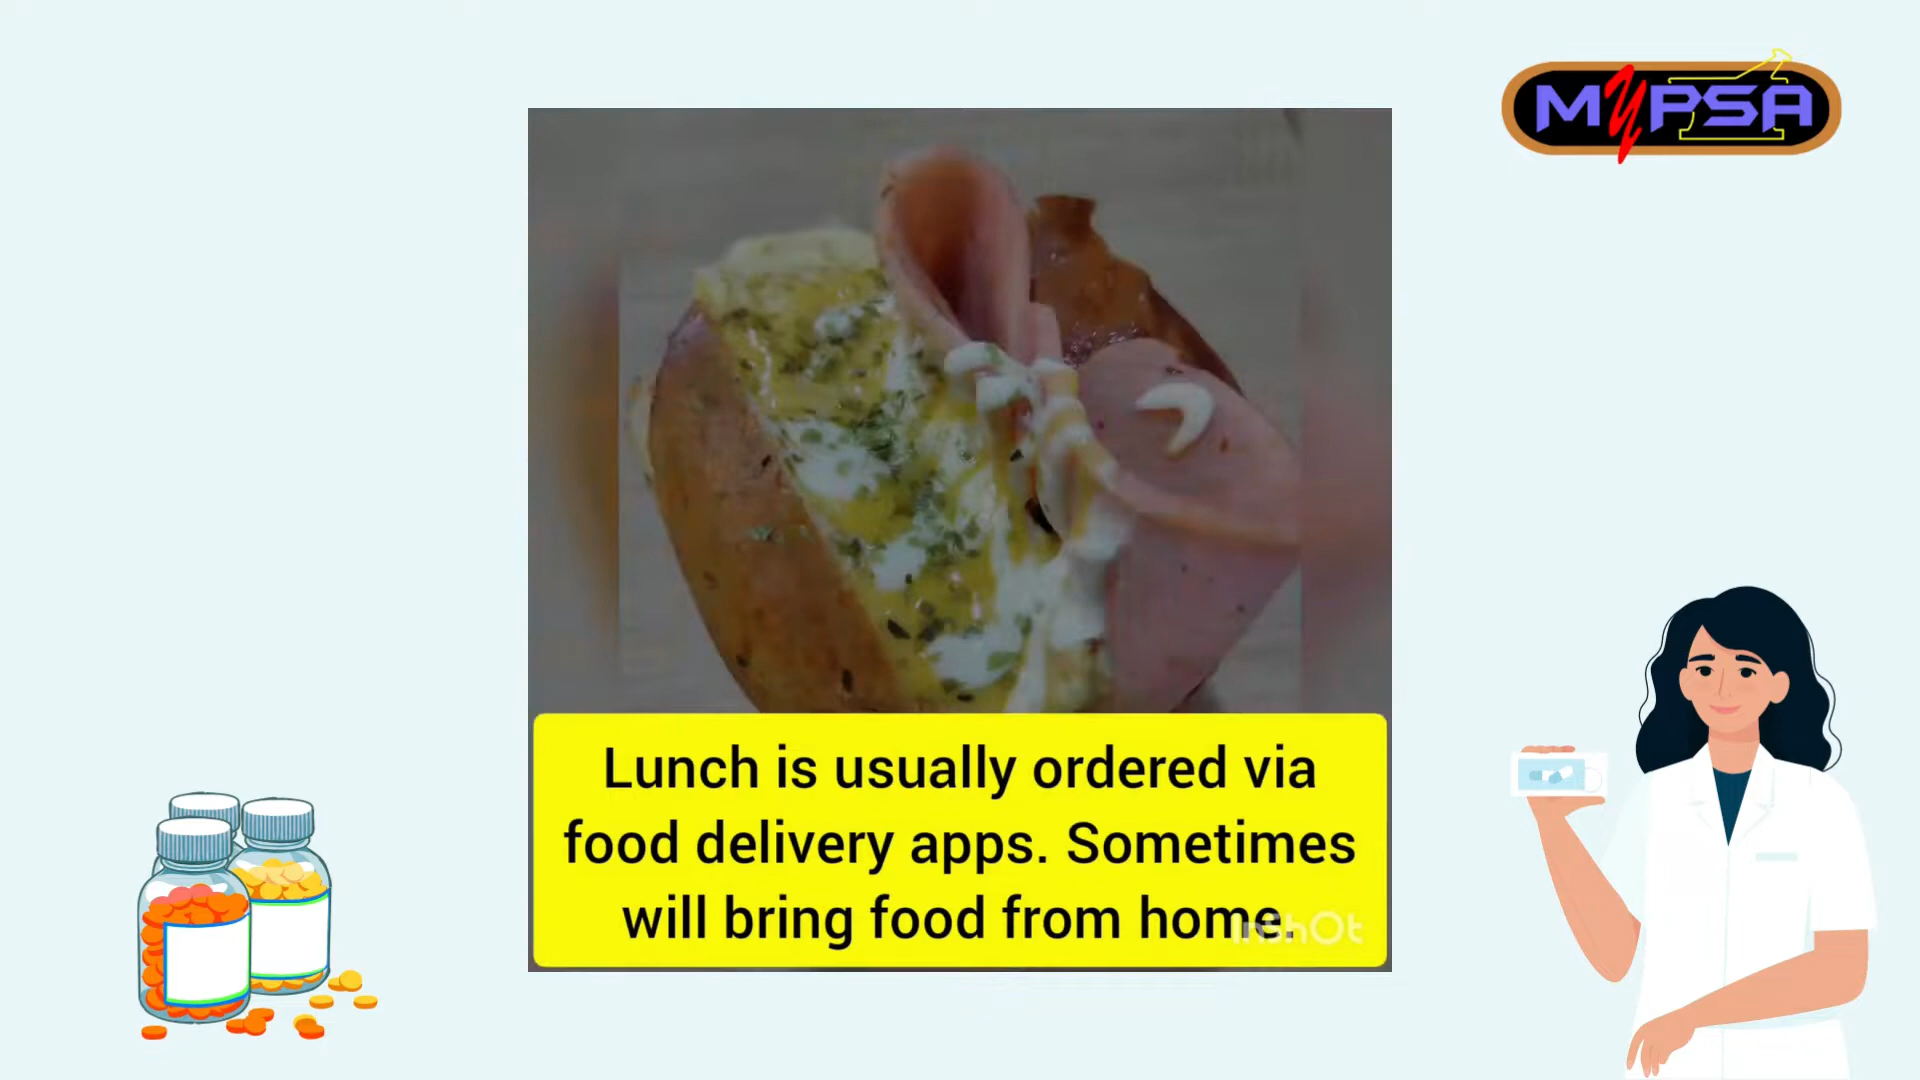 MyPSA
Lunch is usually ordered via
food delivery apps. Sometimes
will bring food from home.
InShOt